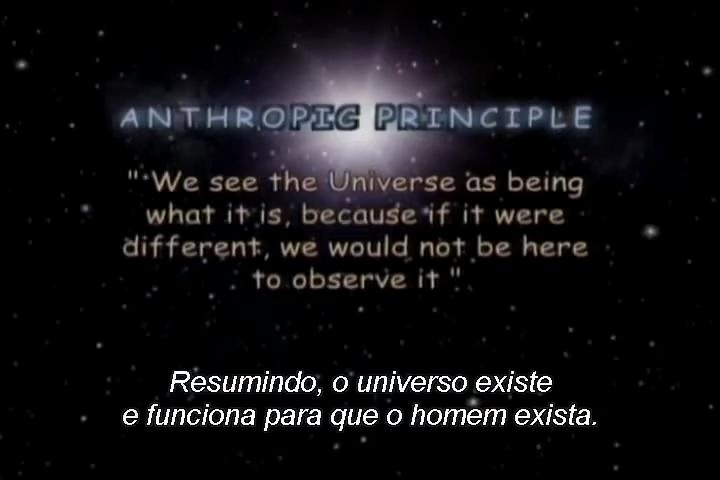 ANTHROPIC PRINCIPLE
"We see the Universe as being
what it is, because if it were
different, we would not be here
to observe it"
Resumindo, o universo existe
e funciona para que o homem exista.